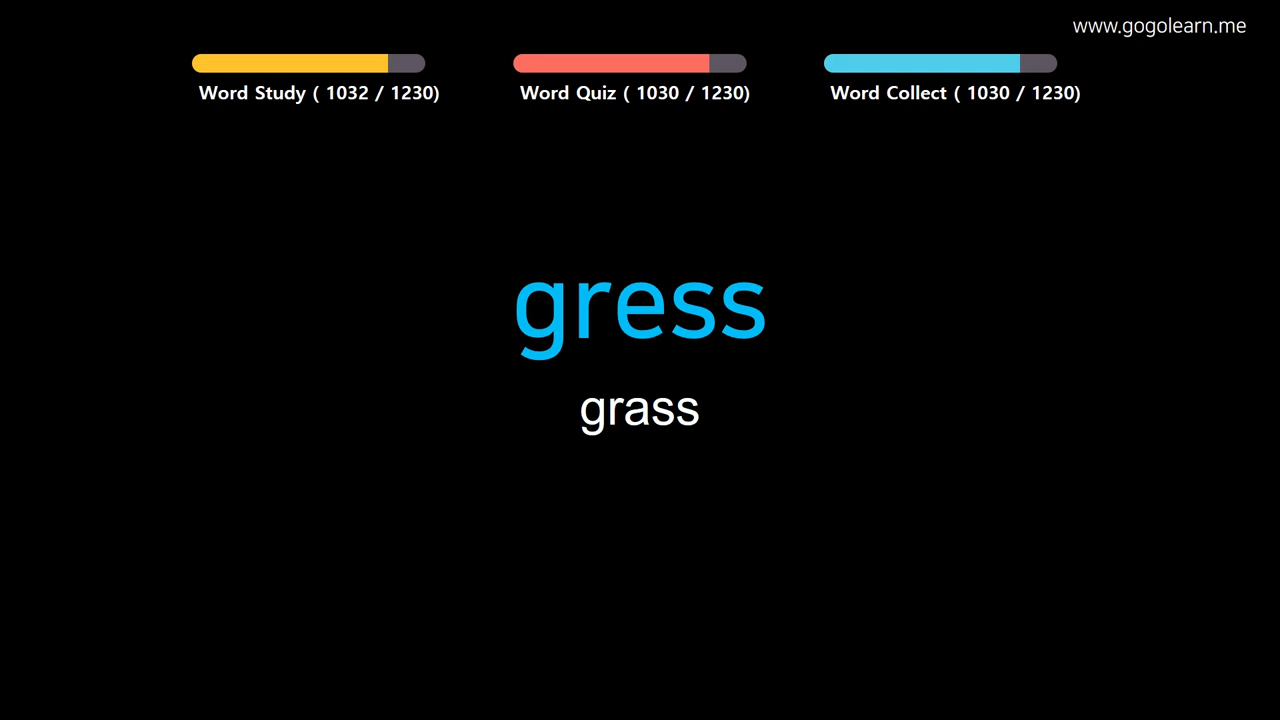 www.gogolearn.me
Word Study ( 1032 / 1230)
Word Quiz ( 1030 / 1230)
Word Collect ( 1030 / 1230)
gress
grass